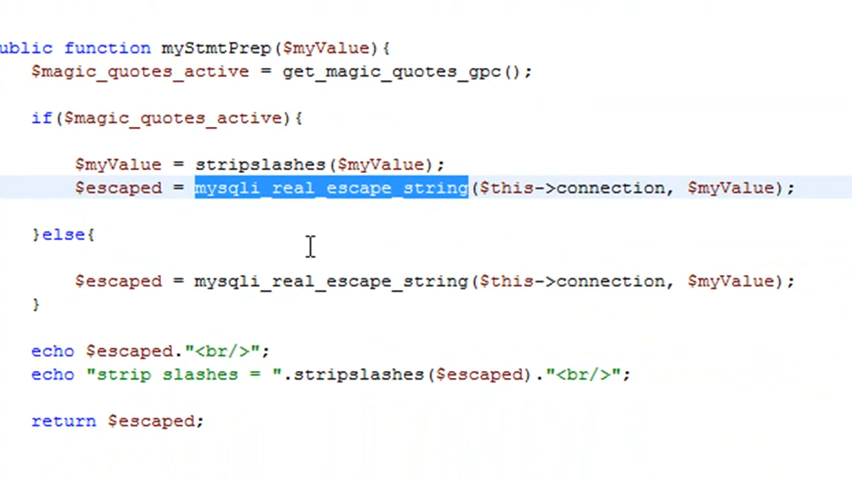 ublic function myStmtPrep($myValue){
$magic_quotes_active = get_magic_quotes_gpc();
if($magic_quotes_active){
$myValue = stripslashes($myValue);
$escaped = mysqli_real_escape_string($this->connection, $myValue);
}else{
$escaped = mysqli_real_escape_string($this->connection, $myValue);
}
echo $escaped."<br/>";
echo "strip slashes = ".stripslashes($escaped)."<br/>";
return $escaped;